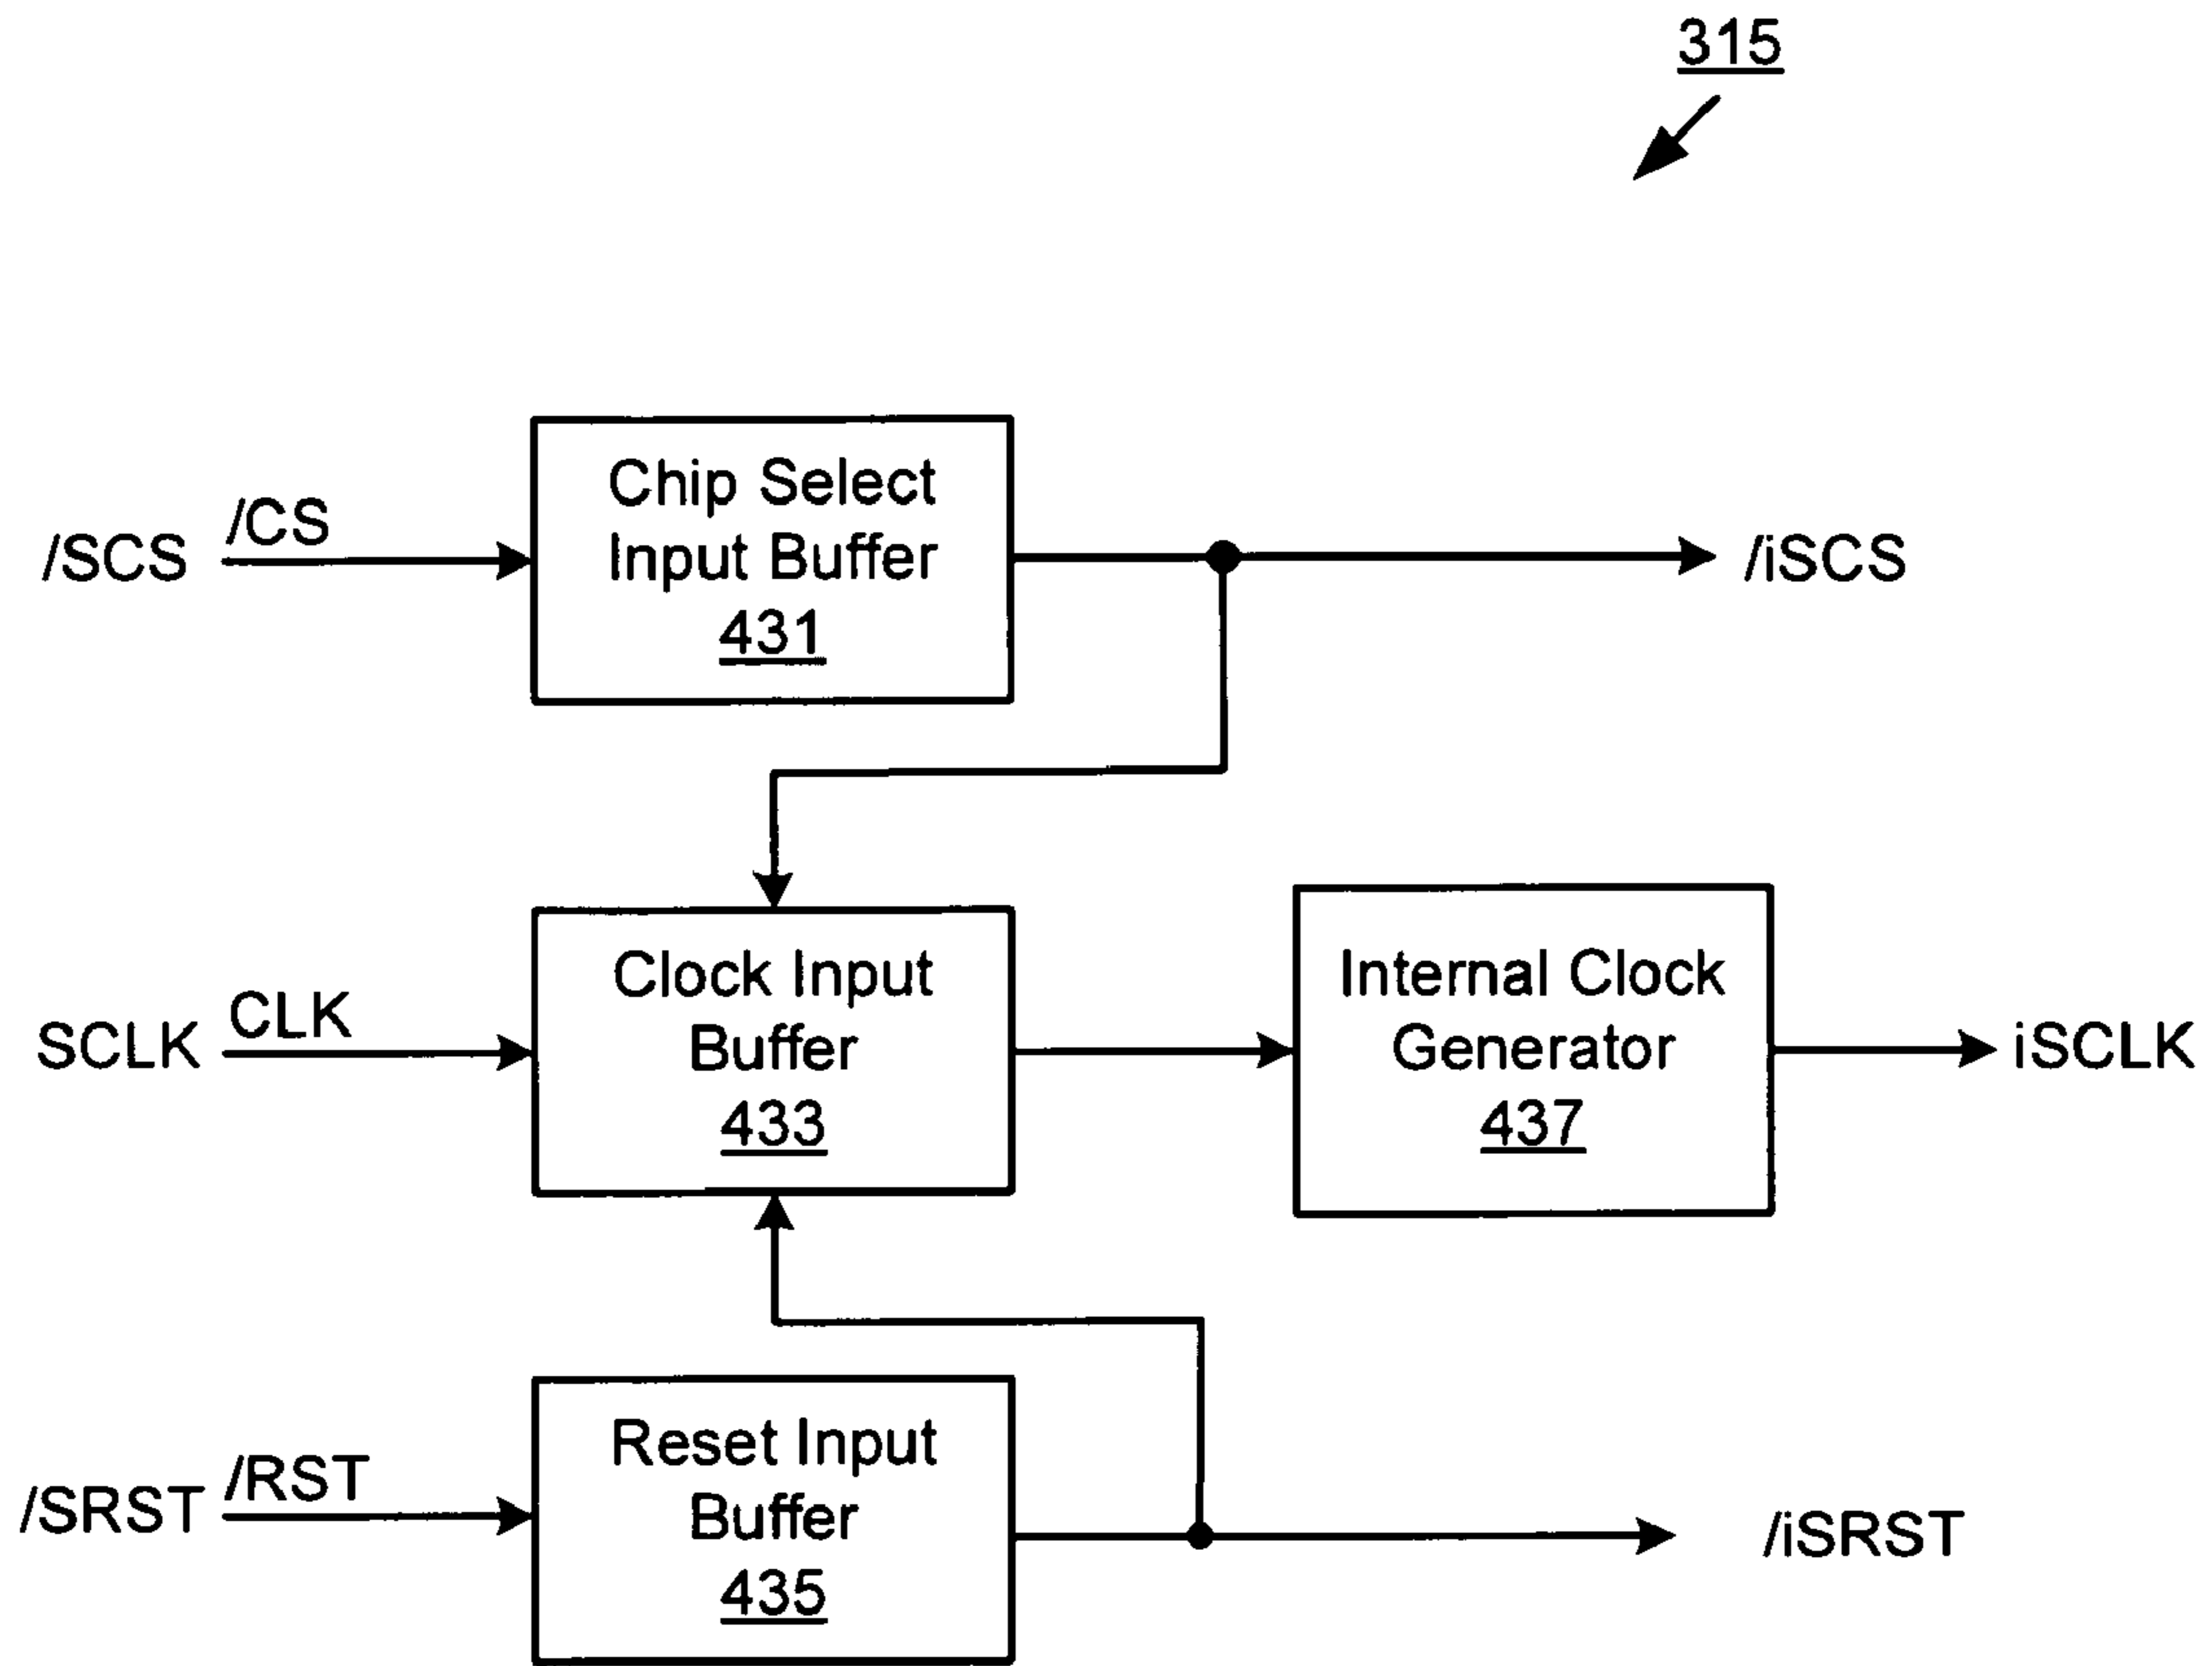 315
Chip Select
Input Buffer
431
/SCS
/CS
/iSCS
Clock Input
Buffer
433
Internal Clock
Generator
437
SCLK
CLK
iSCLK
Reset Input
Buffer
435
/SRST
/RST
/iSRST